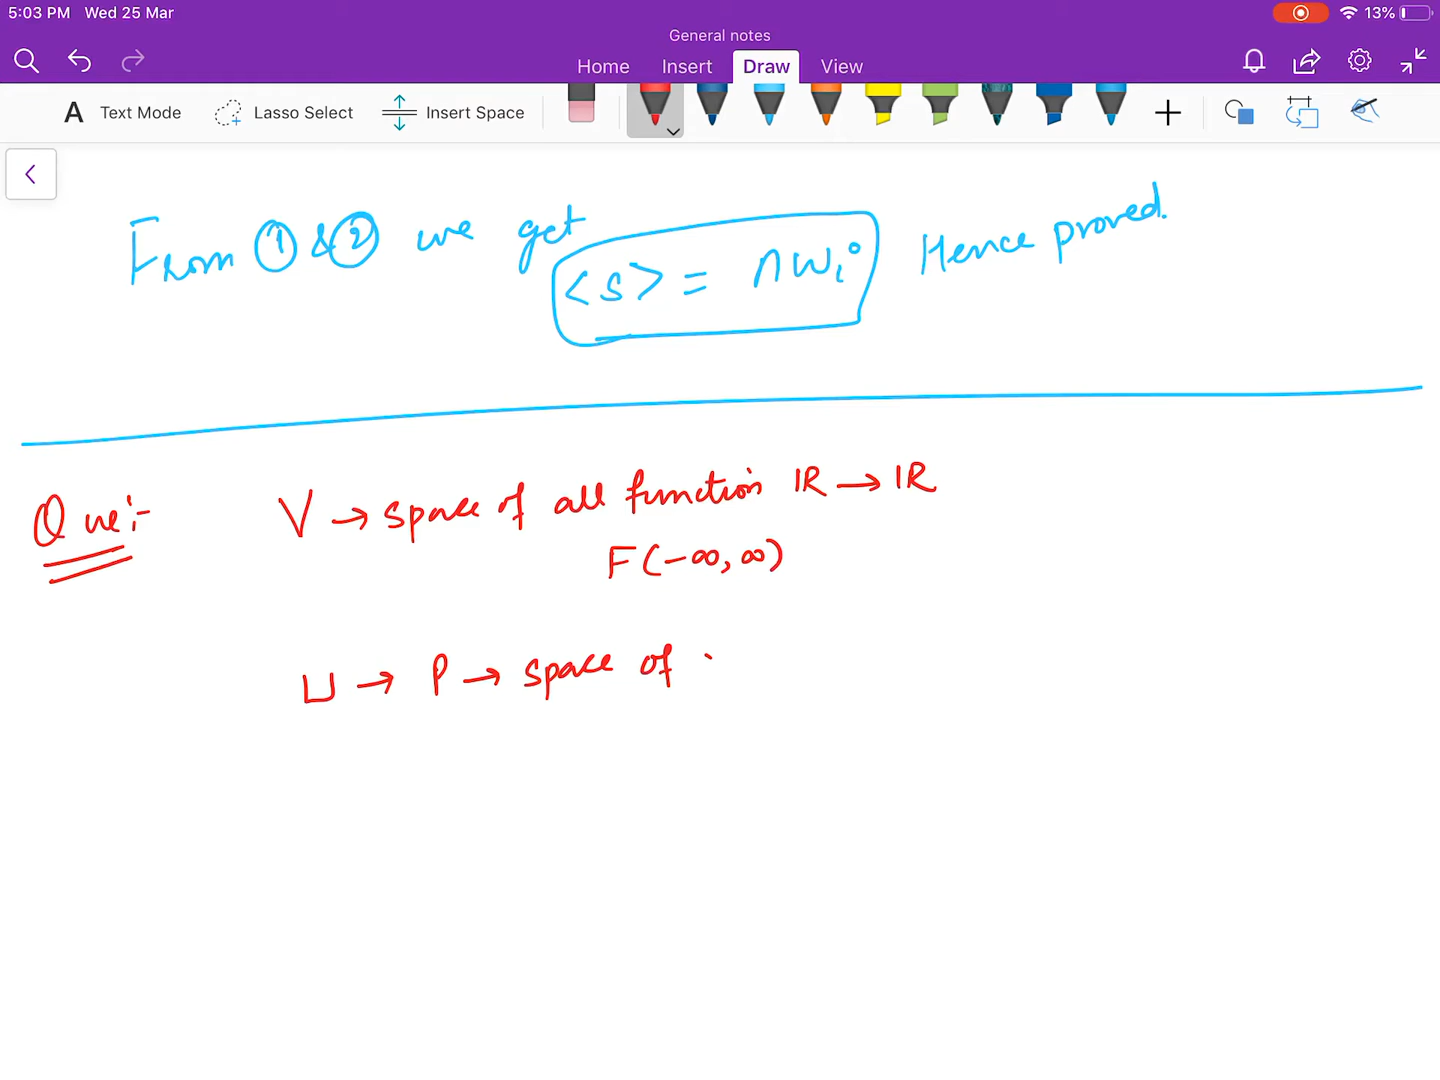 5:03 PM Wed 25 Mar 13%
General notes
Home Insert Draw View
A Text Mode Lasso Select Insert Space
From ① & ② we get
<s> = ∩Wi Hence proved.
Que:- V → space of all function IR → IR
F(-∞, ∞)
U → P → space of